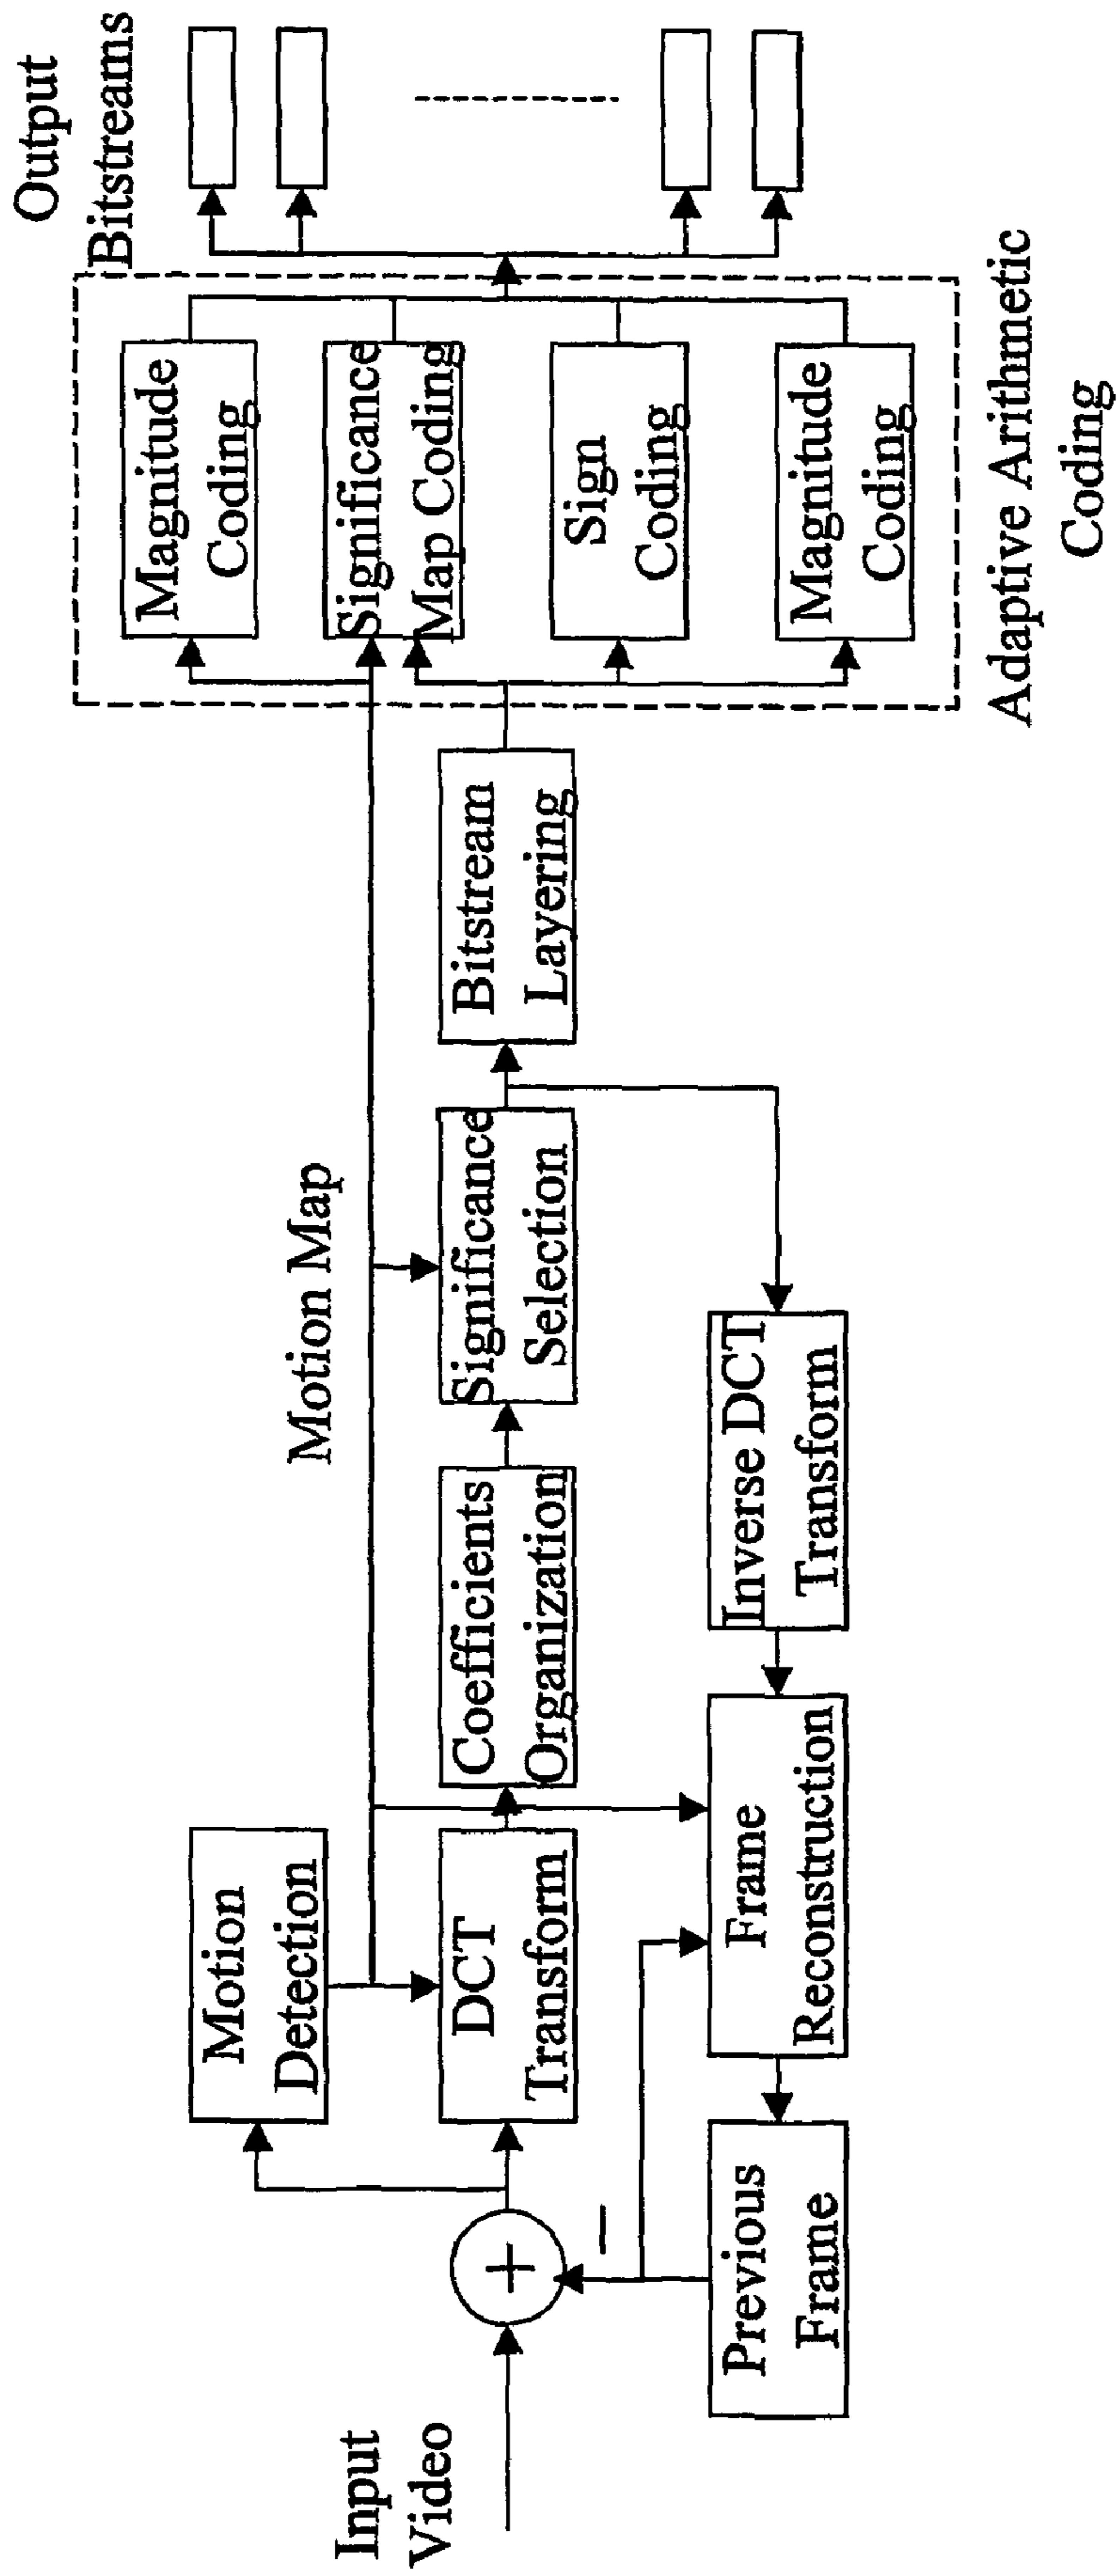 Input
Video
Previous
Frame
+
−
Motion
Detection
DCT
Transform
Frame
Reconstruction
Motion Map
Coefficients
Organization
Inverse DCT
Transform
Significance
Selection
Bitstream
Layering
Magnitude
Coding
Significance
Map Coding
Sign
Coding
Magnitude
Coding
Adaptive Arithmetic
Coding
Output
Bitstreams